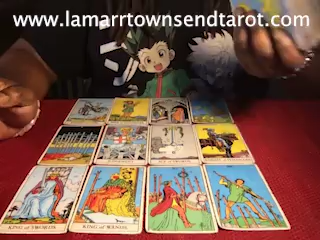 www.lamarrtownsendtarot.com
KING of SWORDS.
KING of WANDS.